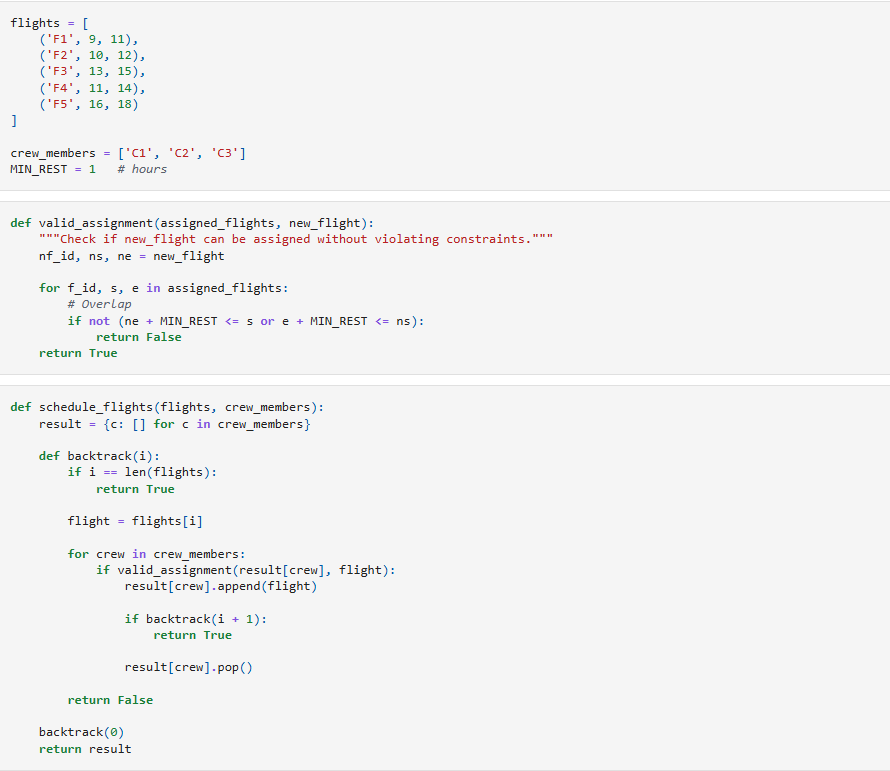 flights = [
    ('F1', 9, 11),
    ('F2', 10, 12),
    ('F3', 13, 15),
    ('F4', 11, 14),
    ('F5', 16, 18)
]

crew_members = ['C1', 'C2', 'C3']
MIN_REST = 1   # hours

def valid_assignment(assigned_flights, new_flight):
    """Check if new_flight can be assigned without violating constraints."""
    nf_id, ns, ne = new_flight

    for f_id, s, e in assigned_flights:
        # Overlap
        if not (ne + MIN_REST <= s or e + MIN_REST <= ns):
            return False
    return True

def schedule_flights(flights, crew_members):
    result = {c: [] for c in crew_members}

    def backtrack(i):
        if i == len(flights):
            return True

        flight = flights[i]

        for crew in crew_members:
            if valid_assignment(result[crew], flight):
                result[crew].append(flight)

                if backtrack(i + 1):
                    return True

                result[crew].pop()

        return False

    backtrack(0)
    return result